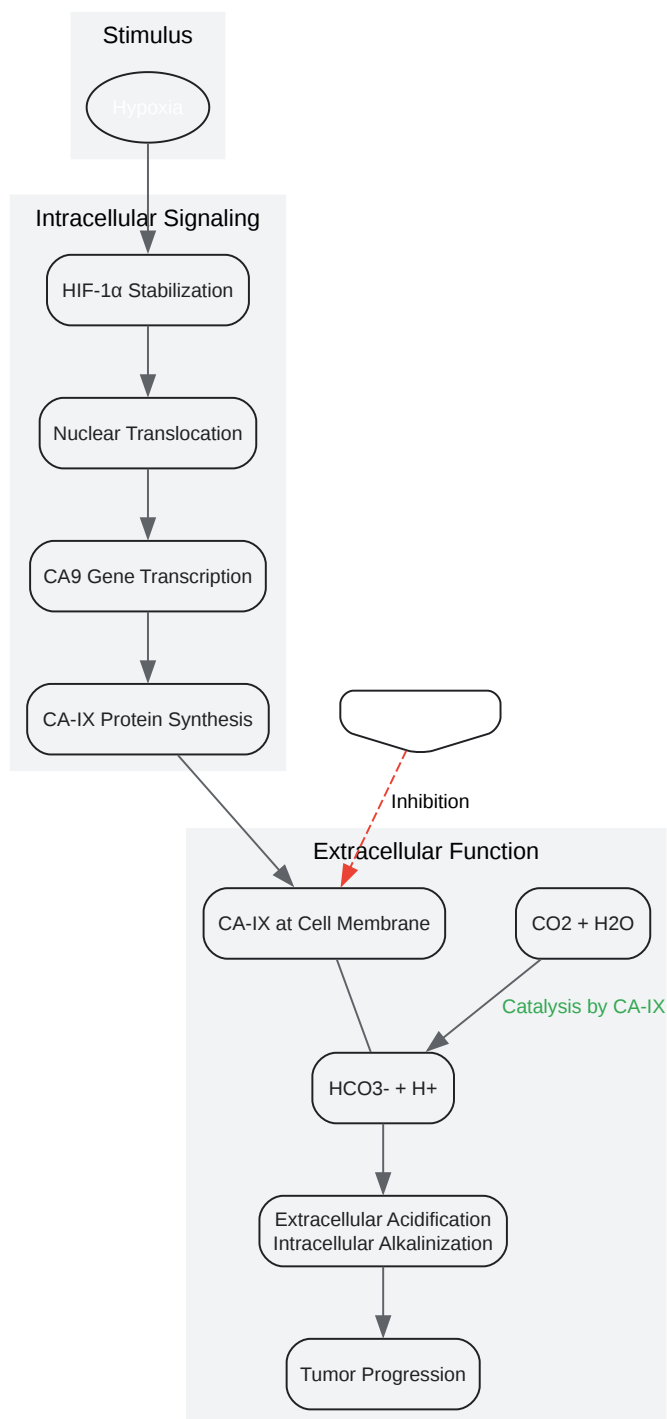 Stimulus
Hypoxia
Intracellular Signaling
HIF-1α Stabilization
Nuclear Translocation
CA9 Gene Transcription
CA-IX Protein Synthesis
Inhibition
Extracellular Function
CA-IX at Cell Membrane
CO2 + H2O
Catalysis by CA-IX
HCO3- + H+
Extracellular Acidification
Intracellular Alkalinization
Tumor Progression